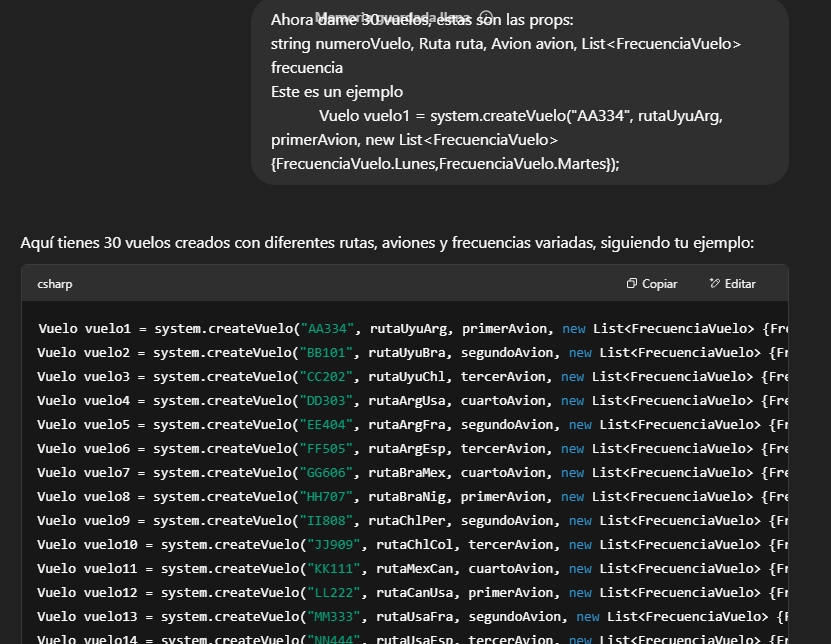 Memoria guardada llena
Ahora dame 30 vuelos, estas son las props:
string numeroVuelo, Ruta ruta, Avion avion, List<FrecuenciaVuelo>
frecuencia
Este es un ejemplo
Vuelo vuelo1 = system.createVuelo("AA334", rutaUyuArg,
primerAvion, new List<FrecuenciaVuelo>
{FrecuenciaVuelo.Lunes,FrecuenciaVuelo.Martes});
Aquí tienes 30 vuelos creados con diferentes rutas, aviones y frecuencias variadas, siguiendo tu ejemplo:
csharp Copiar Editar
Vuelo vuelo1 = system.createVuelo("AA334", rutaUyuArg, primerAvion, new List<FrecuenciaVuelo> {Fre
Vuelo vuelo2 = system.createVuelo("BB101", rutaUyuBra, segundoAvion, new List<FrecuenciaVuelo> {Fr
Vuelo vuelo3 = system.createVuelo("CC202", rutaUyuChl, tercerAvion, new List<FrecuenciaVuelo> {Fre
Vuelo vuelo4 = system.createVuelo("DD303", rutaArgUsa, cuartoAvion, new List<FrecuenciaVuelo> {Fre
Vuelo vuelo5 = system.createVuelo("EE404", rutaArgFra, segundoAvion, new List<FrecuenciaVuelo> {Fr
Vuelo vuelo6 = system.createVuelo("FF505", rutaArgEsp, tercerAvion, new List<FrecuenciaVuelo> {Fre
Vuelo vuelo7 = system.createVuelo("GG606", rutaBraMex, cuartoAvion, new List<FrecuenciaVuelo> {Fre
Vuelo vuelo8 = system.createVuelo("HH707", rutaBraNig, primerAvion, new List<FrecuenciaVuelo> {Fre
Vuelo vuelo9 = system.createVuelo("II808", rutaChlPer, segundoAvion, new List<FrecuenciaVuelo> {Fr
Vuelo vuelo10 = system.createVuelo("JJ909", rutaChlCol, tercerAvion, new List<FrecuenciaVuelo> {Fr
Vuelo vuelo11 = system.createVuelo("KK111", rutaMexCan, cuartoAvion, new List<FrecuenciaVuelo> {Fr
Vuelo vuelo12 = system.createVuelo("LL222", rutaCanUsa, primerAvion, new List<FrecuenciaVuelo> {Fr
Vuelo vuelo13 = system.createVuelo("MM333", rutaUsaFra, segundoAvion, new List<FrecuenciaVuelo> {F
Vuelo vuelo14 = system.createVuelo("NN444", rutaUsaEsp, tercerAvion, new List<FrecuenciaVuelo> {Fr